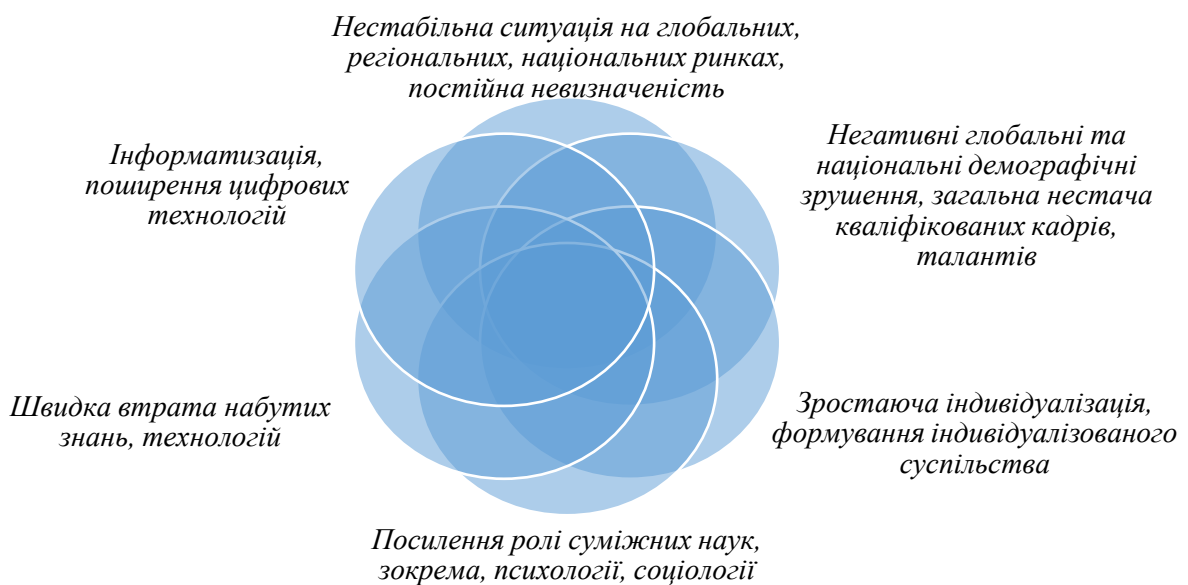 Нестабільна ситуація на глобальних,
регіональних, національних ринках,
постійна невизначеність
Негативні глобальні та
національні демографічні
зрушення, загальна нестача
кваліфікованих кадрів,
талантів
Зростаюча індивідуалізація,
формування індивідуалізованого
суспільства
Посилення ролі суміжних наук,
зокрема, психології, соціології
Швидка втрата набутих
знань, технологій
Інформатизація,
поширення цифрових
технологій